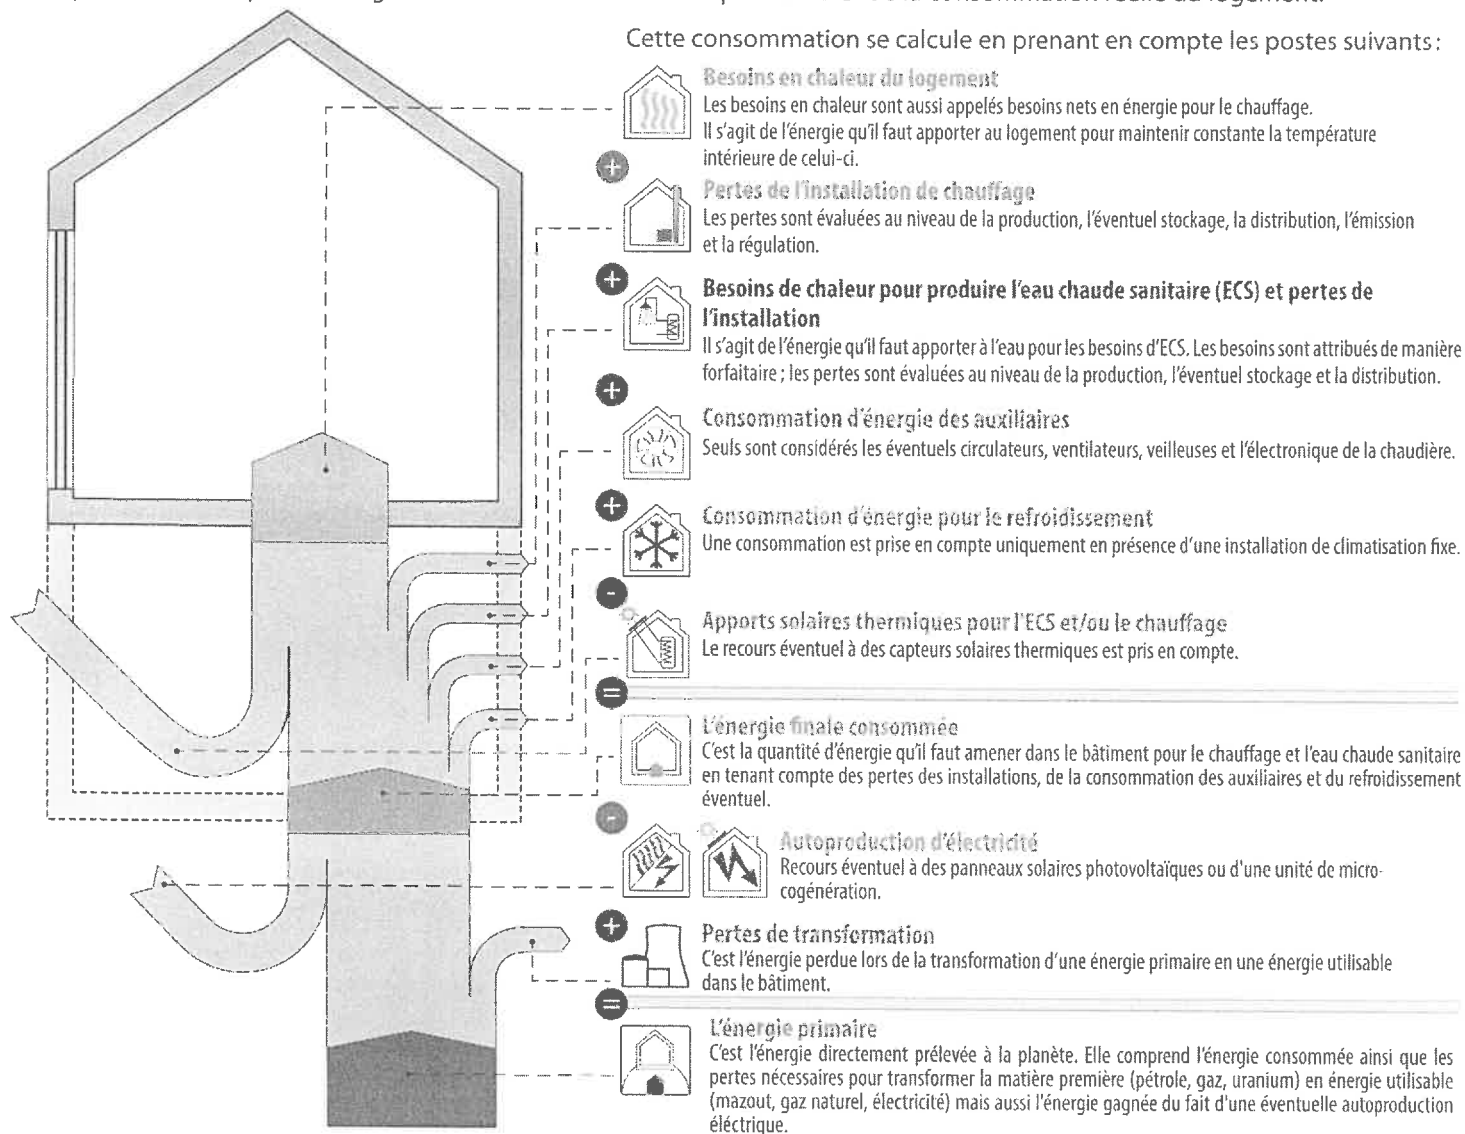 consommation réelle du logement.
Cette consommation se calcule en prenant en compte les postes suivants :
Besoins en chaleur du logement
Les besoins en chaleur sont aussi appelés besoins nets en énergie pour le chauffage.
Il s'agit de l'énergie qu'il faut apporter au logement pour maintenir constante la température
intérieure de celui-ci.
+
Pertes de l'installation de chauffage
Les pertes sont évaluées au niveau de la production, l'éventuel stockage, la distribution, l'émission
et la régulation.
+
Besoins de chaleur pour produire l'eau chaude sanitaire (ECS) et pertes de
l'installation
Il s'agit de l'énergie qu'il faut apporter à l'eau pour les besoins d'ECS. Les besoins sont attribués de manière
forfaitaire ; les pertes sont évaluées au niveau de la production, l'éventuel stockage et la distribution.
+
Consommation d'énergie des auxiliaires
Seuls sont considérés les éventuels circulateurs, ventilateurs, veilleuses et l'électronique de la chaudière.
+
Consommation d'énergie pour le refroidissement
Une consommation est prise en compte uniquement en présence d'une installation de climatisation fixe.
-
Apports solaires thermiques pour l'ECS et/ou le chauffage
Le recours éventuel à des capteurs solaires thermiques est pris en compte.
=
L'énergie finale consommée
C'est la quantité d'énergie qu'il faut amener dans le bâtiment pour le chauffage et l'eau chaude sanitaire
en tenant compte des pertes des installations, de la consommation des auxiliaires et du refroidissement
éventuel.
-
Autoproduction d'électricité
Recours éventuel à des panneaux solaires photovoltaïques ou d'une unité de micro-
cogénération.
+
Pertes de transformation
C'est l'énergie perdue lors de la transformation d'une énergie primaire en une énergie utilisable
dans le bâtiment.
=
L'énergie primaire
C'est l'énergie directement prélevée à la planète. Elle comprend l'énergie consommée ainsi que les
pertes nécessaires pour transformer la matière première (pétrole, gaz, uranium) en énergie utilisable
(mazout, gaz naturel, électricité) mais aussi l'énergie gagnée du fait d'une éventuelle autoproduction
éléctrique.